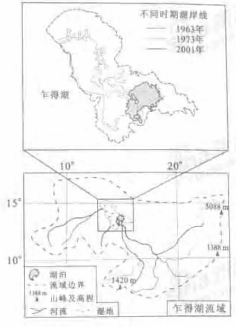 不同时期湖岸线
1963年
1973年
2001年
乍得湖
10°
20°
15°
10°
5088 m
1388 m
1420 m
湖泊
流域边界
1388 m 山峰及高程
河流
湿地
乍得湖流域